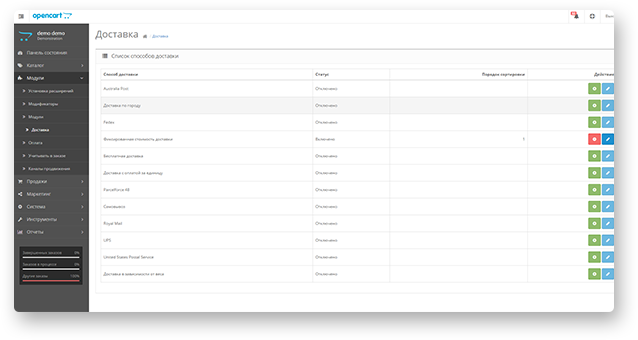 opencart
demo demo
Demonstration
Панель состояния
Каталог
Модули
Установка расширений
Модификаторы
Модули
Доставка
Оплата
Учитывать в заказе
Каналы продвижения
Продажи
Маркетинг
Система
Инструменты
Отчеты
Завершенные заказы 0%
Заказов в процессе 0%
Другие заказы
Доставка
Доставка
Список способов доставки
Способ доставки Статус Порядок сортировки Действие
Australia Post Отключено
Доставка по городу Отключено
Fedex Отключено
Фиксированная стоимость доставки Включено
Бесплатная доставка Отключено
Доставка с оплатой за единицу Отключено
Parcelforce 48 Отключено
Самовывоз Отключено
Royal Mail Отключено
UPS Отключено
United States Postal Service Отключено
Доставка в зависимости от веса Отключено